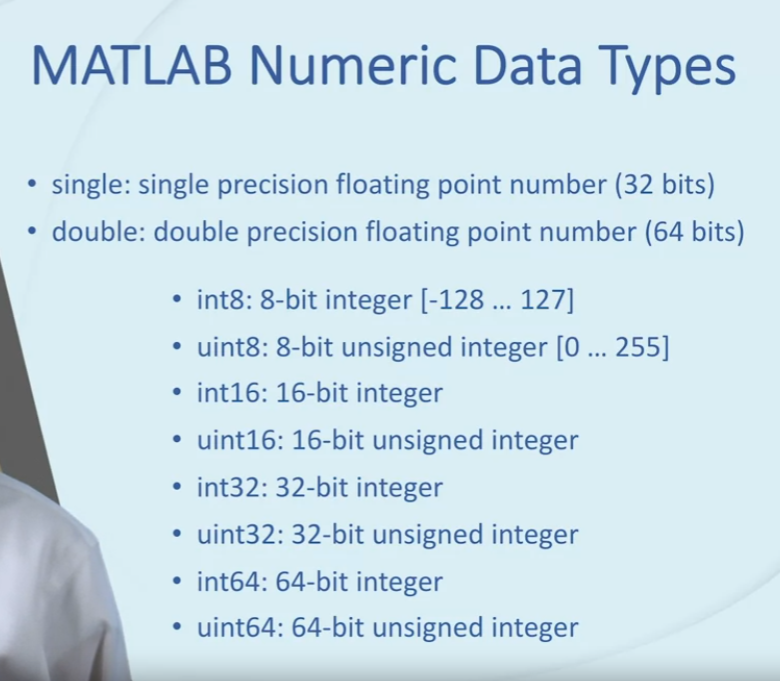 MATLAB Numeric Data Types
• single: single precision floating point number (32 bits)
• double: double precision floating point number (64 bits)
• int8: 8-bit integer [-128 ... 127]
• uint8: 8-bit unsigned integer [0 ... 255]
• int16: 16-bit integer
• uint16: 16-bit unsigned integer
• int32: 32-bit integer
• uint32: 32-bit unsigned integer
• int64: 64-bit integer
• uint64: 64-bit unsigned integer